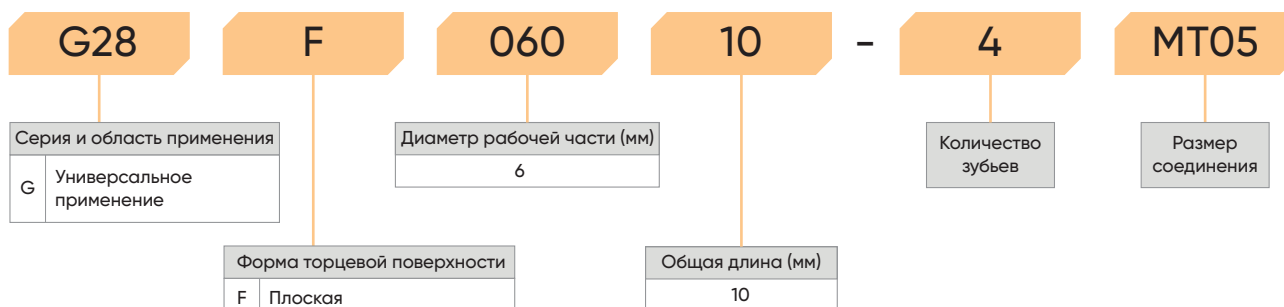 G28 F 060 10 - 4 MT05
Серия и область применения
G Универсальное
применение
Диаметр рабочей части (мм)
6
Количество
зубьев
Размер
соединения
Форма торцевой поверхности
F Плоская
Общая длина (мм)
10